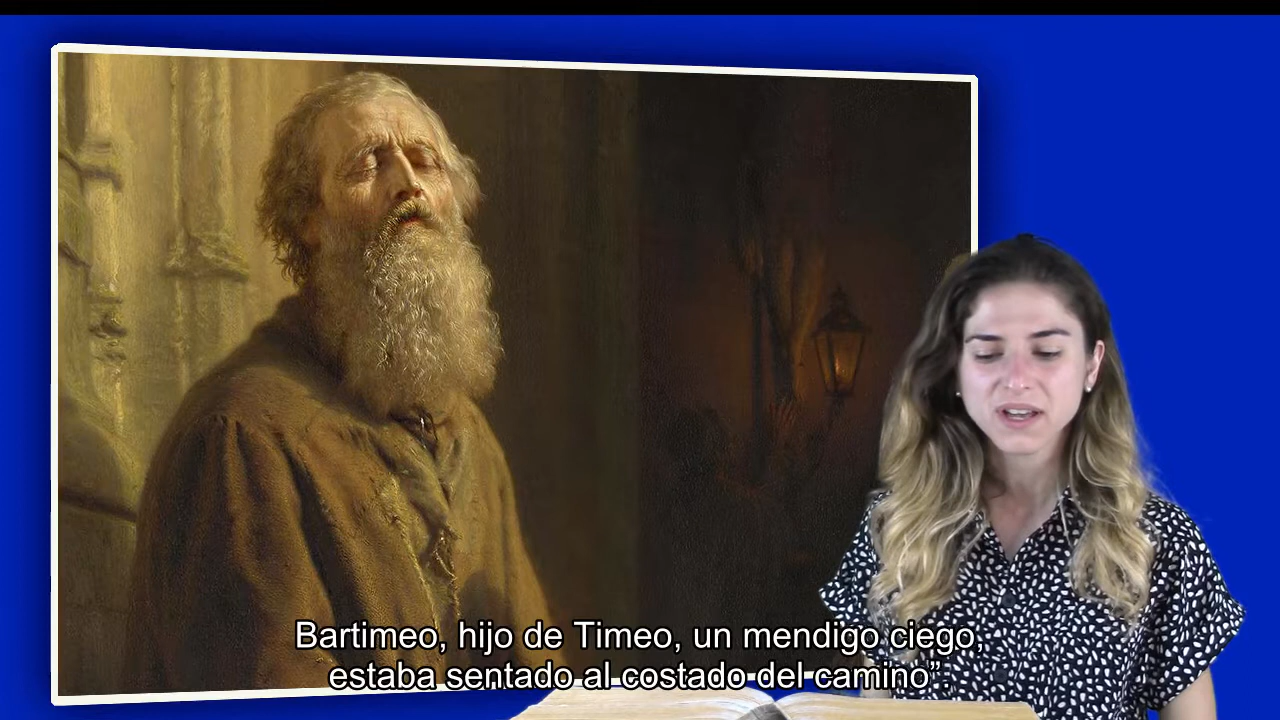 Bartimeo, hijo de Timeo, un mendigo ciego,
estaba sentado al costado del camino”.